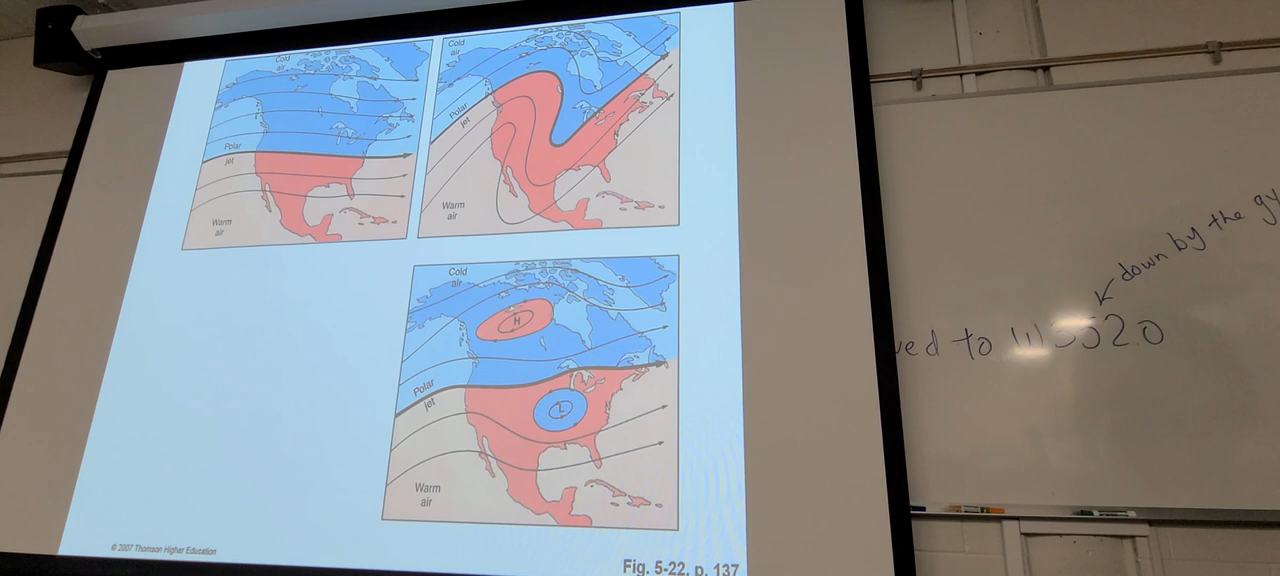 Cold
air
Polar
jet
Warm
air
Cold
air
Polar
jet
Warm
air
Cold
air
H
Polar
jet
L
Warm
air
© 2007 Thomson Higher Education
Fig. 5-22, p. 137
down by the
to